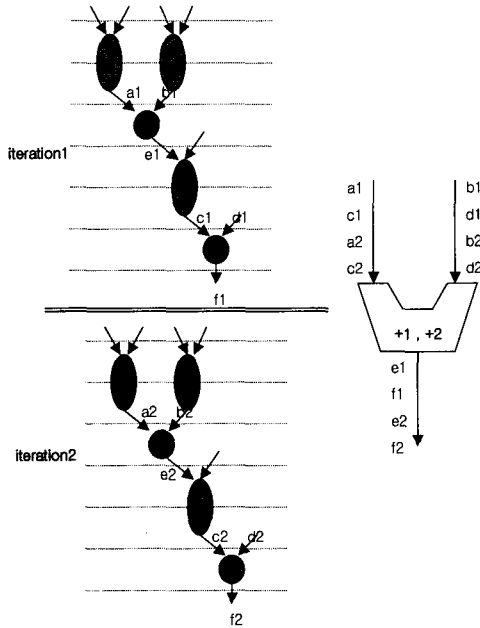 a1 b1
iteration1
e1
c1 d1
f1
a2 b2
iteration2
e2
c2 d2
f2
a1 b1
c1 d1
a2 b2
c2 d2
+1 , +2
e1
f1
e2
f2